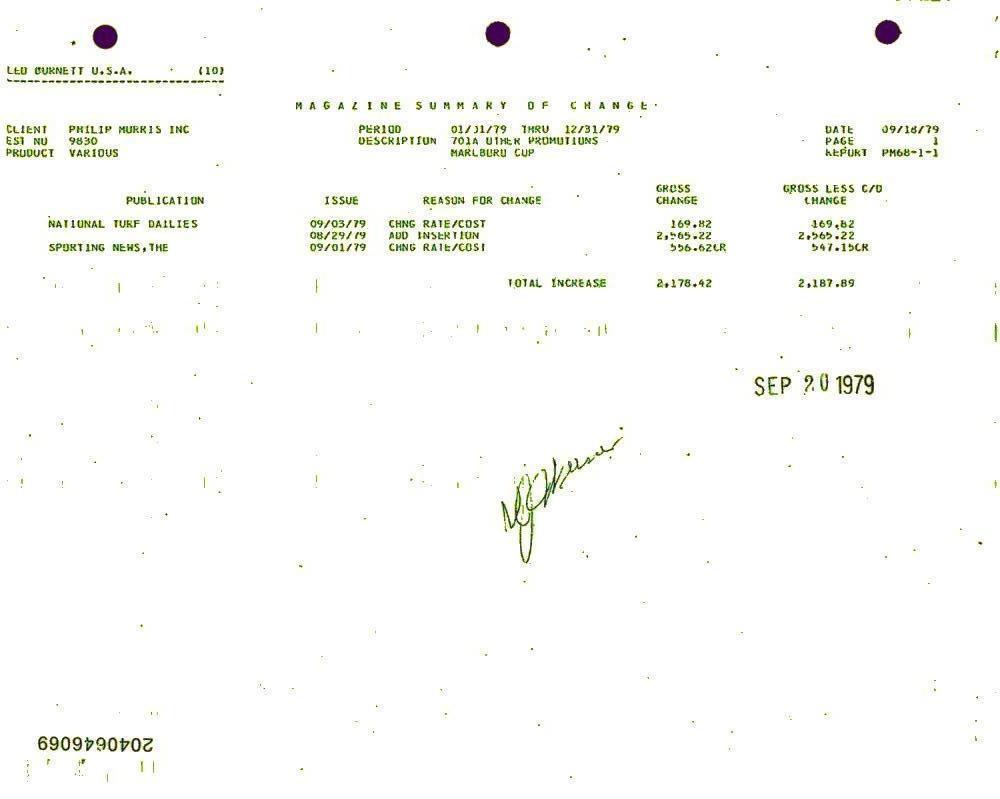 LEO BURNETT U.S.A. (10)
MAGAZINE SUMMARY OF CHANGE
CLIENT PHILIP MORRIS INC PERIOD 01/01/79 THRU 12/31/79 DATE 09/18/79
EST NO 9830 DESCRIPTION 701A OTHER PROMOTIONS PAGE 1
PRODUCT VARIOUS MARLBORO CUP REPORT PM68-1-1
GROSS GROSS LESS C/D
PUBLICATION ISSUE REASON FOR CHANGE CHANGE CHANGE
NATIONAL TURF DAILIES 09/03/79 CHNG RATE/COST 169.82 169.82
08/29/79 ADD INSERTION 2,565.22 2,565.22
SPORTING NEWS,THE 09/01/79 CHNG RATE/COST 556.62CR 547.15CR
TOTAL INCREASE 2,178.42 2,187.89
SEP 20 1979
2040646069